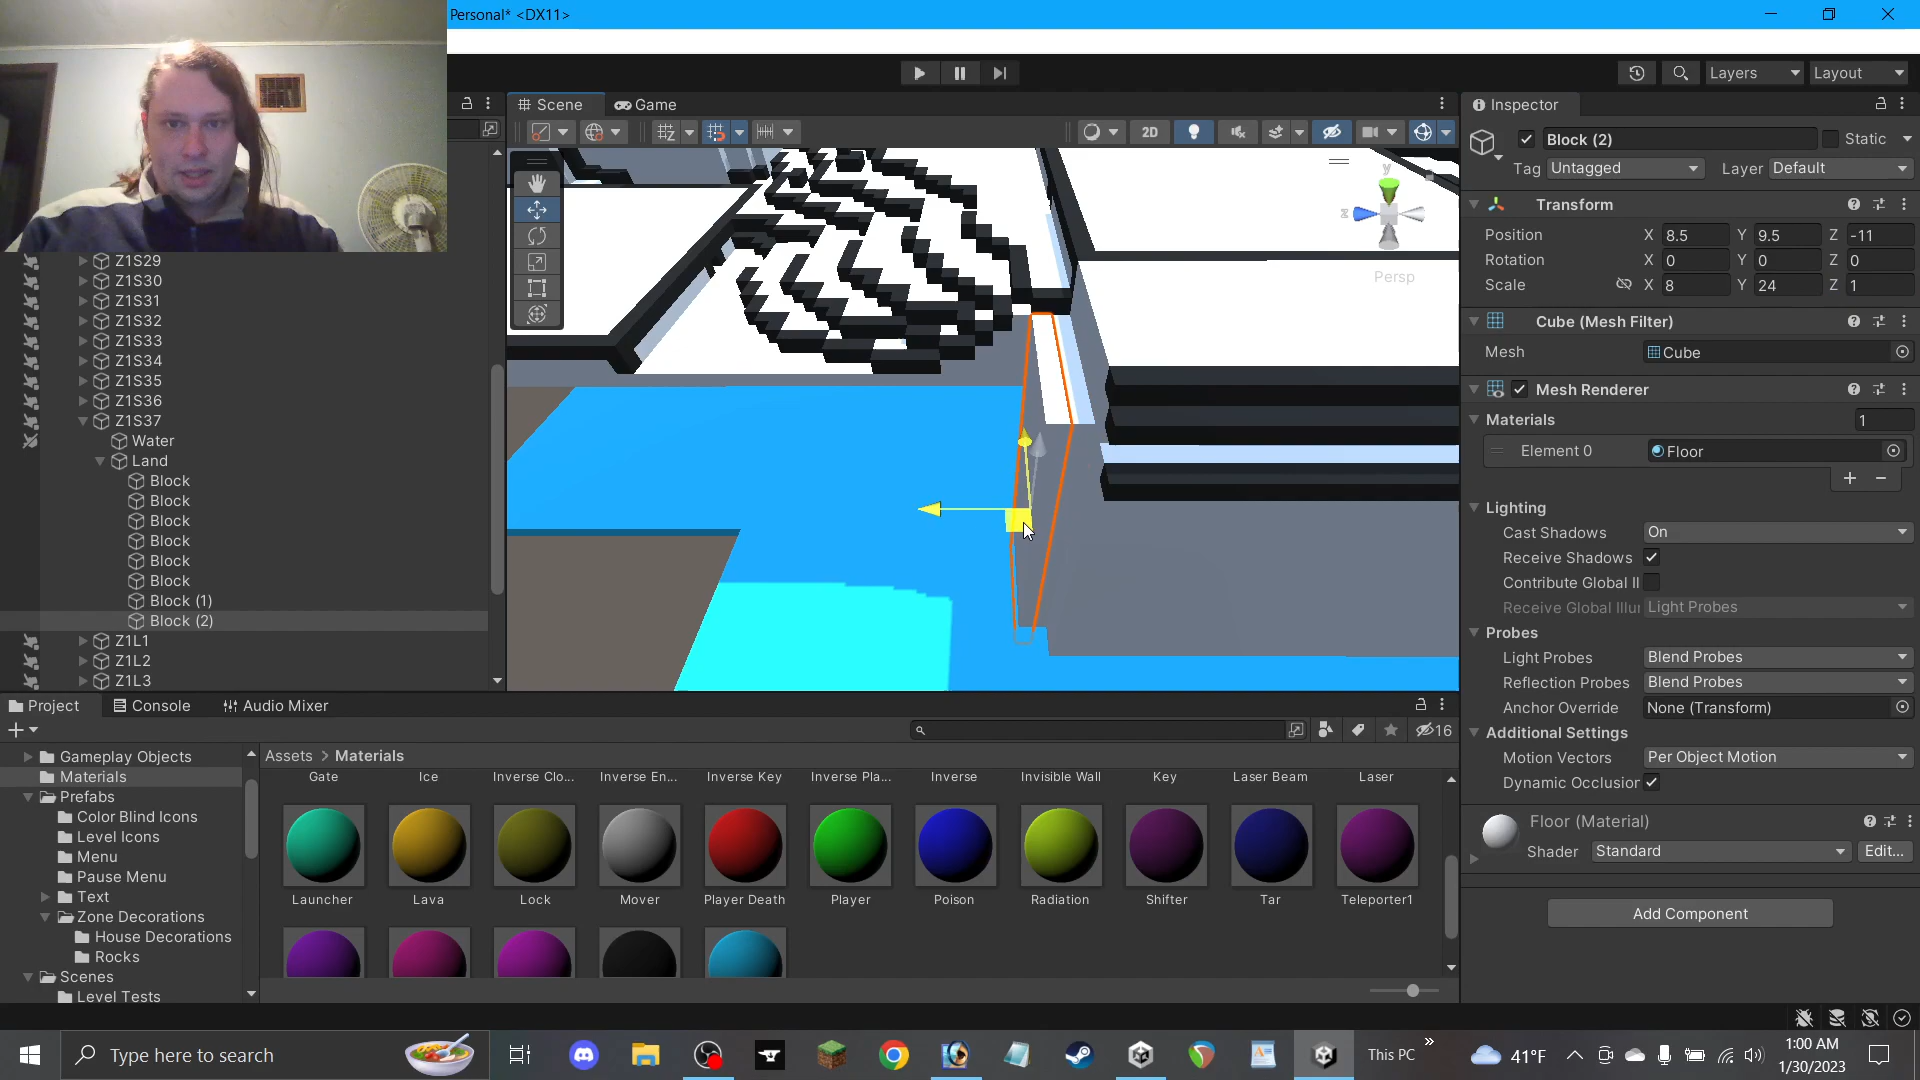 Personal* <DX11>
Layers
Layout
Scene
Game
Inspector
2D
Block (2)
Static
Tag Untagged
Layer Default
Transform
Position X 8.5 Y 9.5 Z -11
Rotation X 0 Y 0 Z 0
Scale X 8 Y 24 Z 1
y
z
Persp
Cube (Mesh Filter)
Mesh Cube
Mesh Renderer
Materials 1
Element 0 Floor
Lighting
Cast Shadows On
Receive Shadows
Contribute Global Il
Receive Global Illur Light Probes
Probes
Light Probes Blend Probes
Reflection Probes Blend Probes
Anchor Override None (Transform)
Additional Settings
Motion Vectors Per Object Motion
Dynamic Occlusior
Floor (Material)
Shader Standard Edit...
Add Component
Z1S29
Z1S30
Z1S31
Z1S32
Z1S33
Z1S34
Z1S35
Z1S36
Z1S37
Water
Land
Block
Block
Block
Block
Block
Block
Block (1)
Block (2)
Z1L1
Z1L2
Z1L3
Project
Console
Audio Mixer
16
Gameplay Objects
Materials
Prefabs
Color Blind Icons
Level Icons
Menu
Pause Menu
Text
Zone Decorations
House Decorations
Rocks
Scenes
Level Tests
Assets > Materials
Gate Ice Inverse Clo... Inverse En... Inverse Key Inverse Pla... Inverse Invisible Wall Key Laser Beam Laser
Launcher Lava Lock Mover Player Death Player Poison Radiation Shifter Tar Teleporter1
Type here to search
This PC
41°F
1:00 AM
1/30/2023